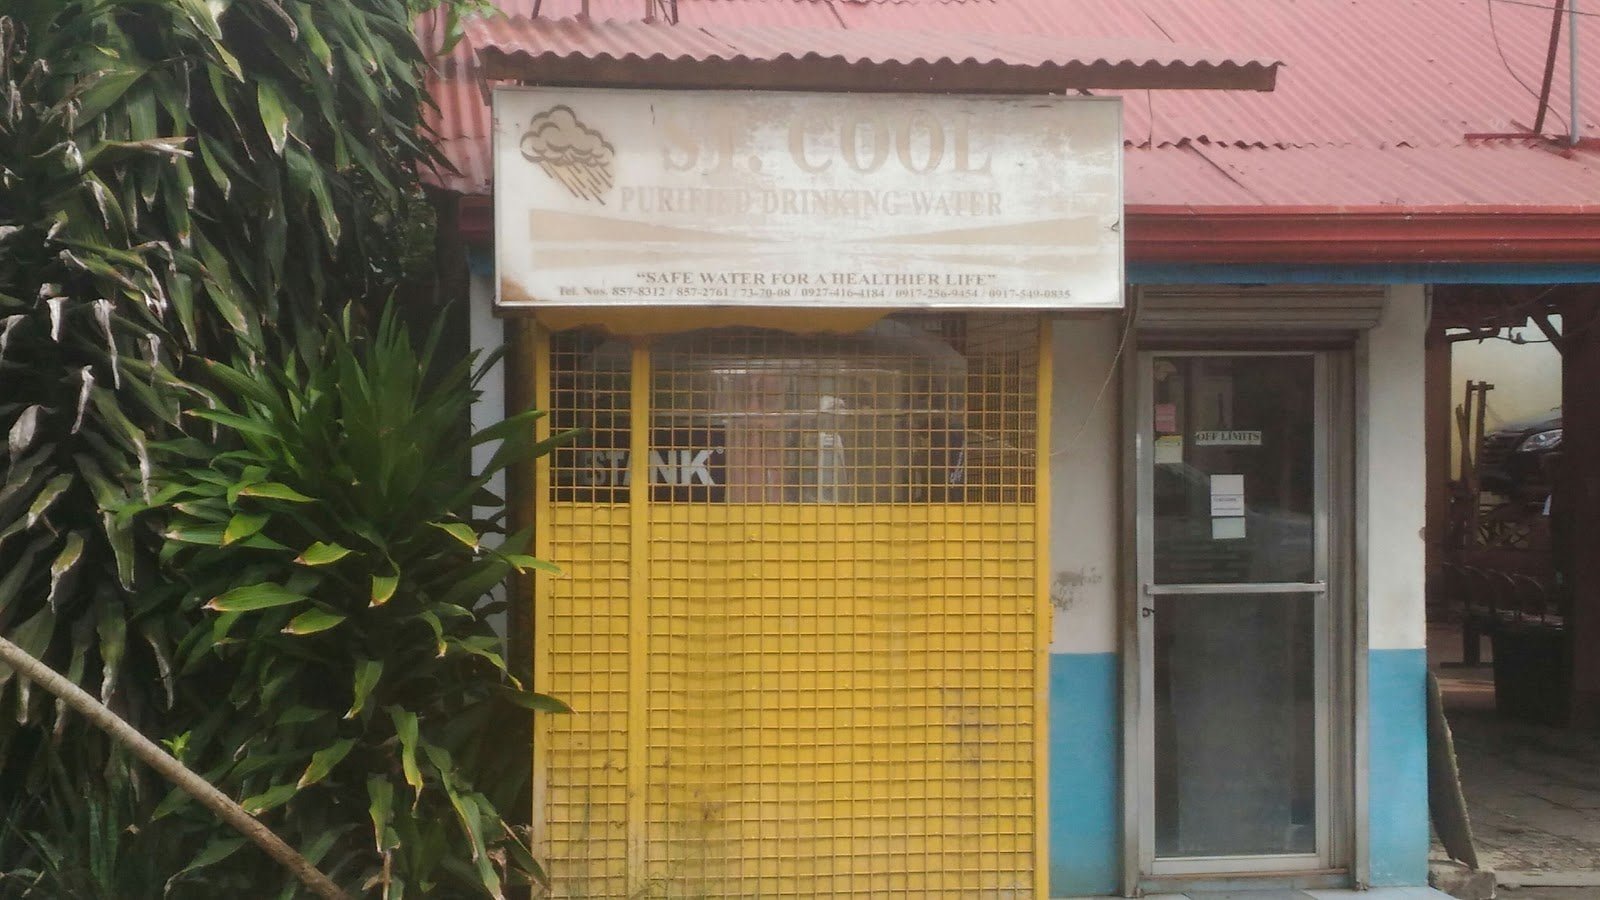 ST. COOL
PURIFIED DRINKING WATER
“SAFE WATER FOR A HEALTHIER LIFE”
Tel. Nos. 857-8312 / 857-2761 / 73-70-08 / 0927-416-4184 / 0917-256-9454 / 0917-549-0835
OFF LIMITS
STANK